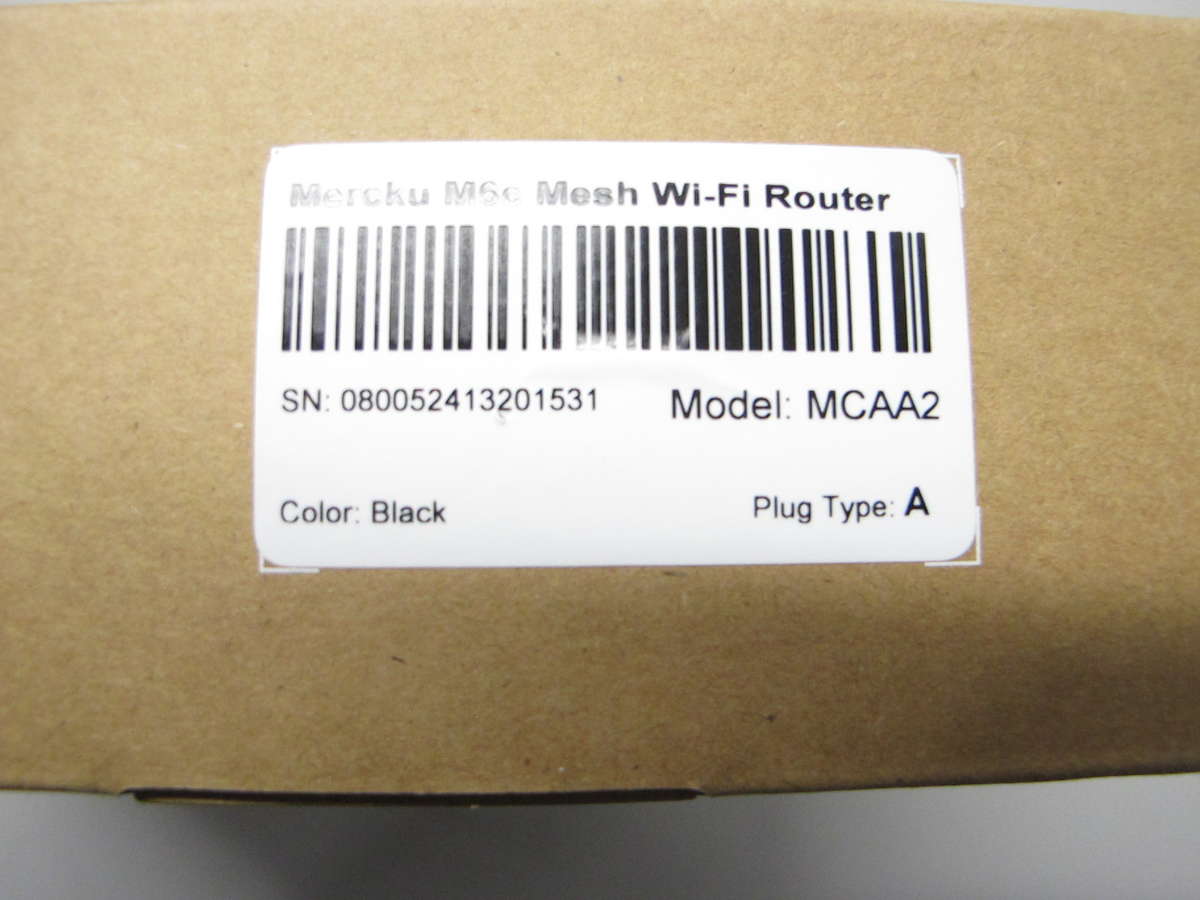 Mercku M6c Mesh Wi-Fi Router
SN: 080052413201531 Model: MCAA2
Color: Black Plug Type: A